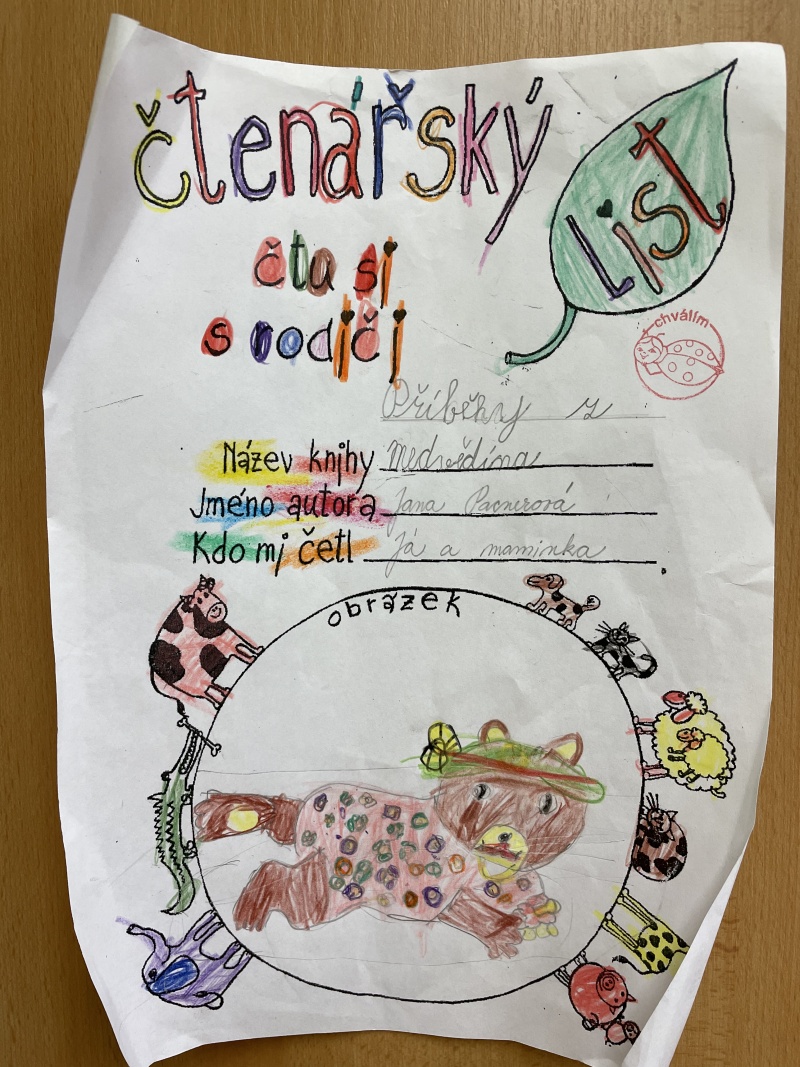 čtenářský
List
čtu si
s rodiči
chválím
Příběhy z
Název knihy Medvědína
Jméno autora Jana Pacnerová
Kdo mi četl Já a maminka.
obrázek